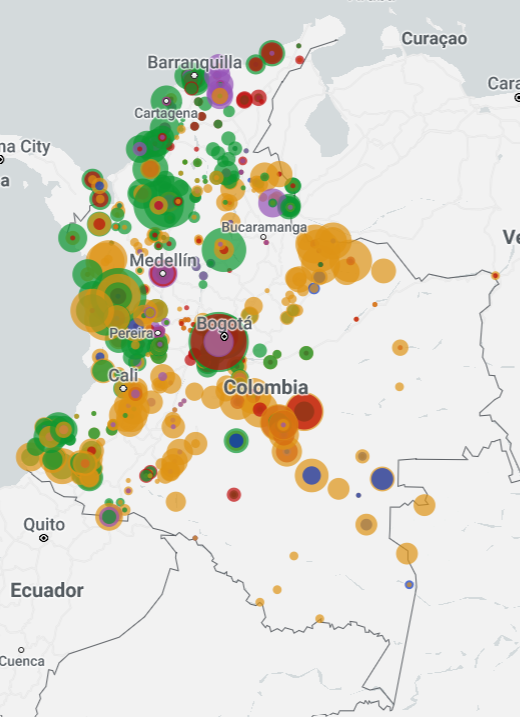 Curaçao
Barranquilla
Cara
Cartagena
na City
a
Bucaramanga
Ve
Medellín
Bogotá
Pereira
Cali
Colombia
Quito
Ecuador
Cuenca